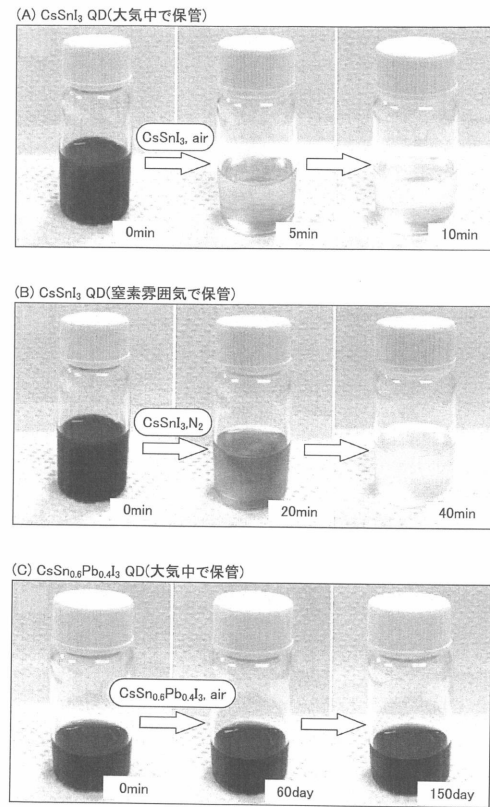 (A) CsSnI₃ QD(大気中で保管)
CsSnI₃, air
0min
5min
10min
(B) CsSnI₃ QD(窒素雰囲気で保管)
CsSnI₃,N₂
0min
20min
40min
(C) CsSn₀.₆Pb₀.₄I₃ QD(大気中で保管)
CsSn₀.₆Pb₀.₄I₃, air
0min
60day
150day